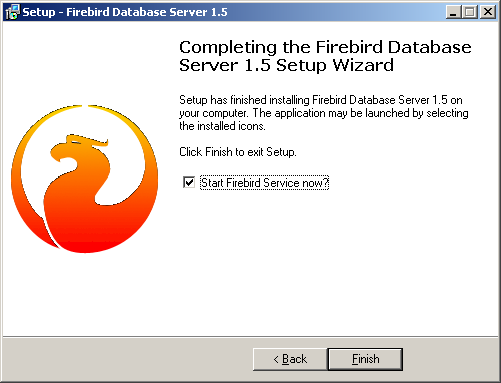 Setup - Firebird Database Server 1.5
Completing the Firebird Database
Server 1.5 Setup Wizard
Setup has finished installing Firebird Database Server 1.5 on
your computer. The application may be launched by selecting
the installed icons.
Click Finish to exit Setup.
Start Firebird Service now?
< Back
Finish